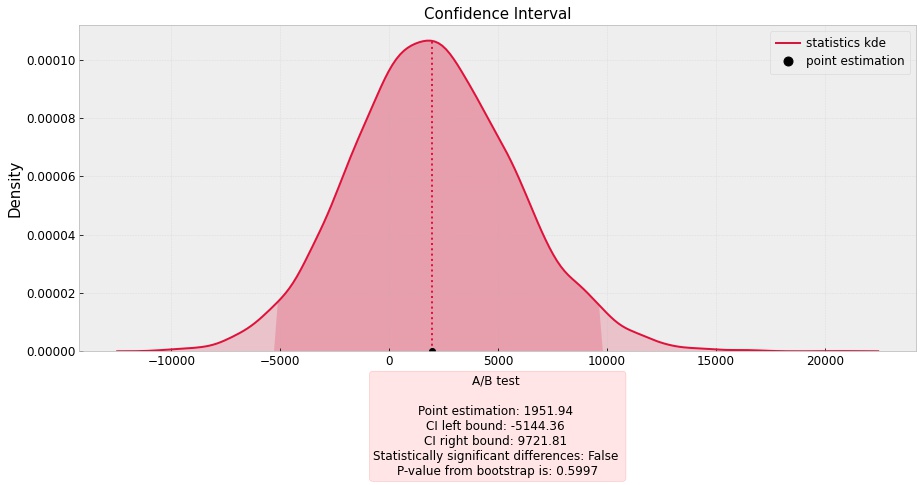 Confidence Interval
statistics kde
point estimation
Density
0.00010
0.00008
0.00006
0.00004
0.00002
0.00000
−10000 −5000 0 5000 10000 15000 20000
A/B test
Point estimation: 1951.94
CI left bound: -5144.36
CI right bound: 9721.81
Statistically significant differences: False
P-value from bootstrap is: 0.5997